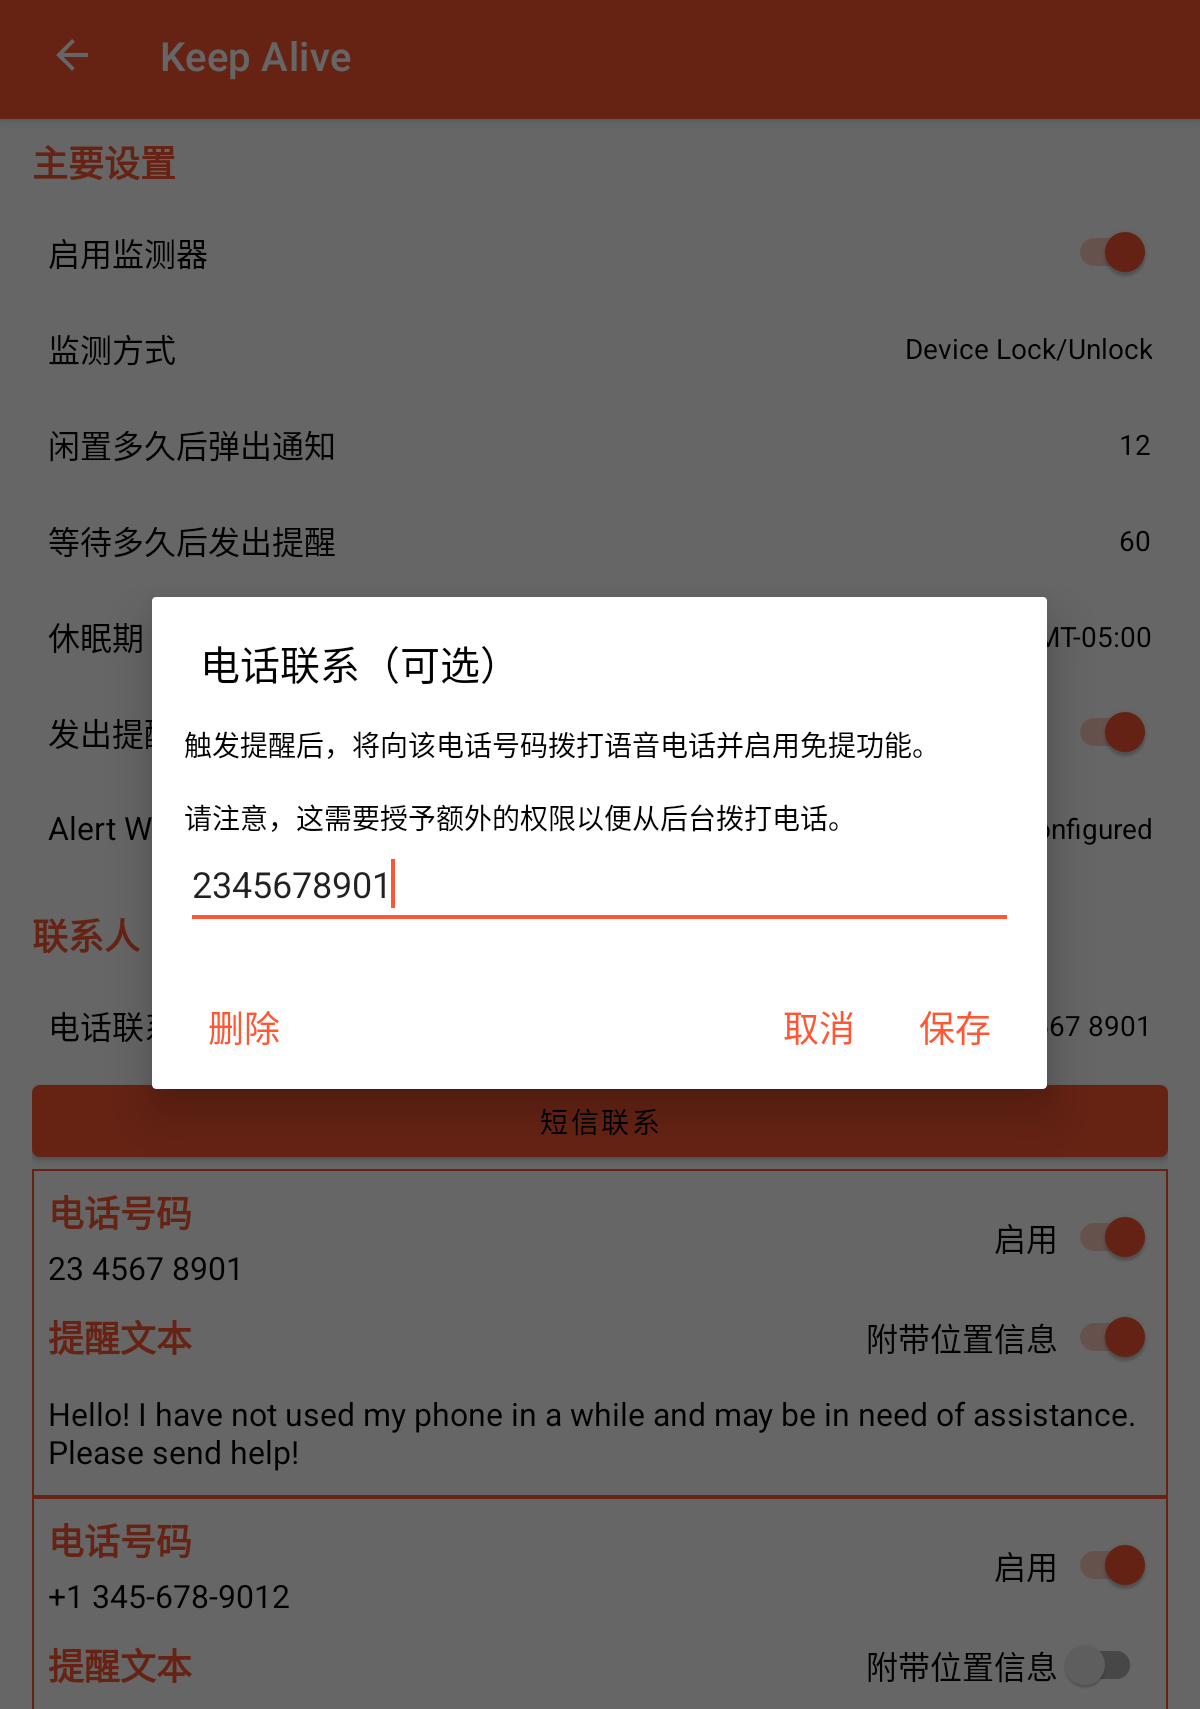 Keep Alive
主要设置
启用监测器
监测方式 Device Lock/Unlock
闲置多久后弹出通知 12
等待多久后发出提醒 60
休眠期 MT-05:00
发出提醒
Alert W onfigured
联系人
电话联系 567 8901
电话联系（可选）
触发提醒后，将向该电话号码拨打语音电话并启用免提功能。
请注意，这需要授予额外的权限以便从后台拨打电话。
2345678901
删除 取消 保存
短信联系
电话号码
启用
23 4567 8901
提醒文本
附带位置信息
Hello! I have not used my phone in a while and may be in need of assistance.
Please send help!
电话号码
启用
+1 345-678-9012
提醒文本
附带位置信息